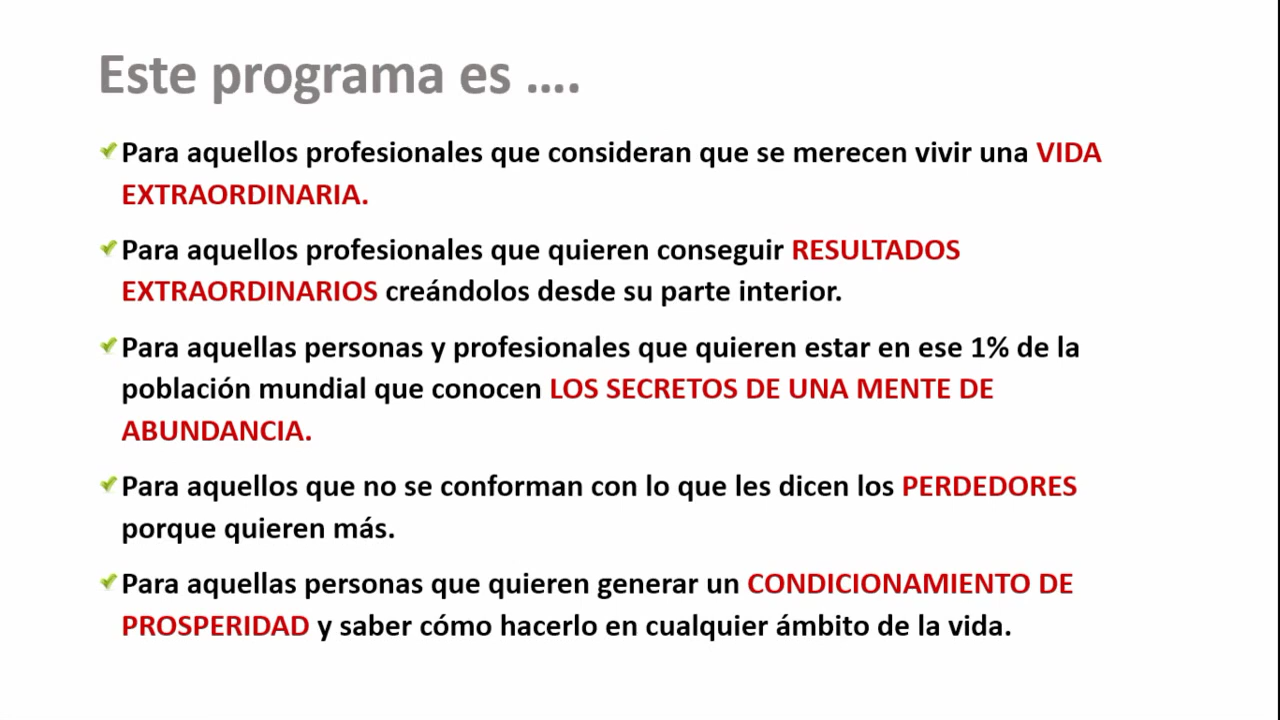 Este programa es ....
Para aquellos profesionales que consideran que se merecen vivir una VIDA
EXTRAORDINARIA.
Para aquellos profesionales que quieren conseguir RESULTADOS
EXTRAORDINARIOS creándolos desde su parte interior.
Para aquellas personas y profesionales que quieren estar en ese 1% de la
población mundial que conocen LOS SECRETOS DE UNA MENTE DE
ABUNDANCIA.
Para aquellos que no se conforman con lo que les dicen los PERDEDORES
porque quieren más.
Para aquellas personas que quieren generar un CONDICIONAMIENTO DE
PROSPERIDAD y saber cómo hacerlo en cualquier ámbito de la vida.